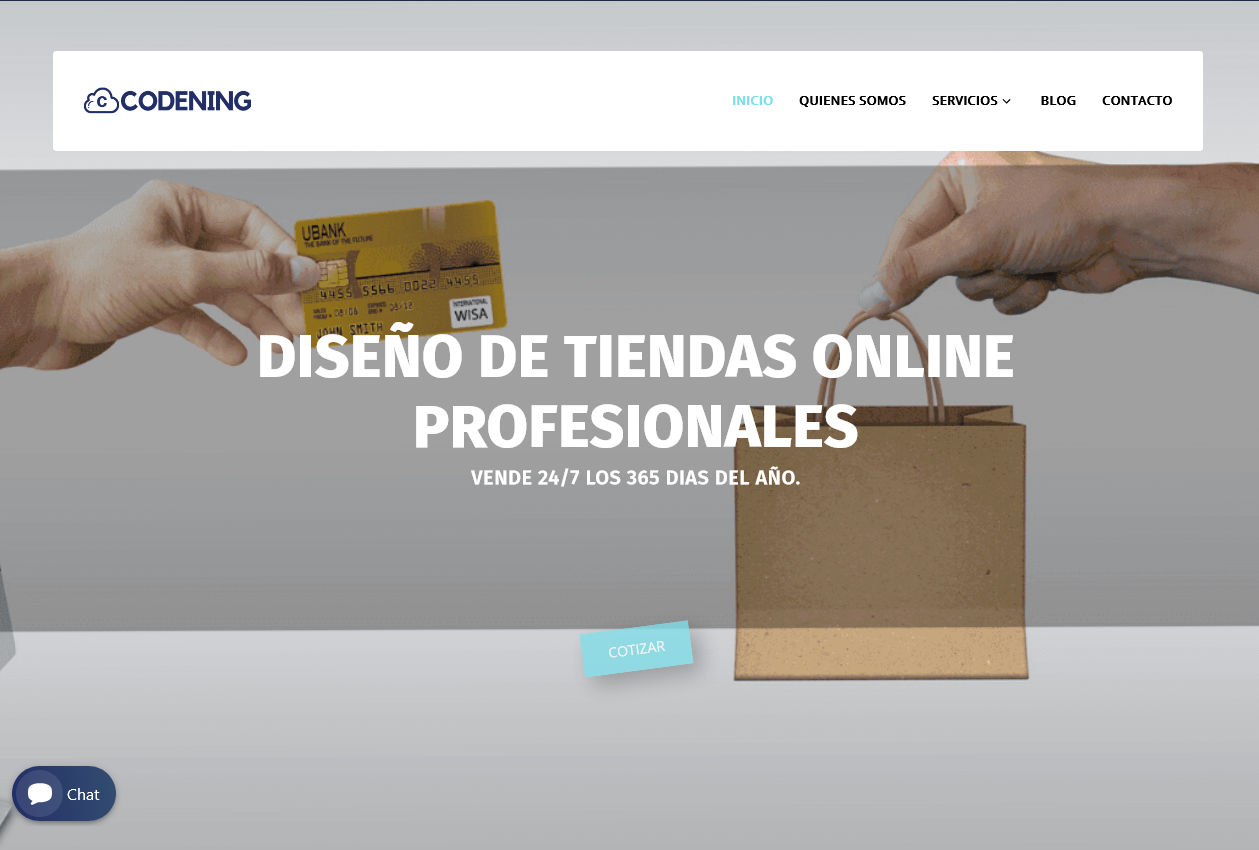 CODENING
INICIO QUIENES SOMOS SERVICIOS BLOG CONTACTO
UBANK
THE BANK OF THE FUTURE
4455 5566 0022 4455
08/06 08/12
INTERNATIONAL
WISA
JOHN SMITH
DISEÑO DE TIENDAS ONLINE
PROFESIONALES
VENDE 24/7 LOS 365 DIAS DEL AÑO.
COTIZAR
Chat